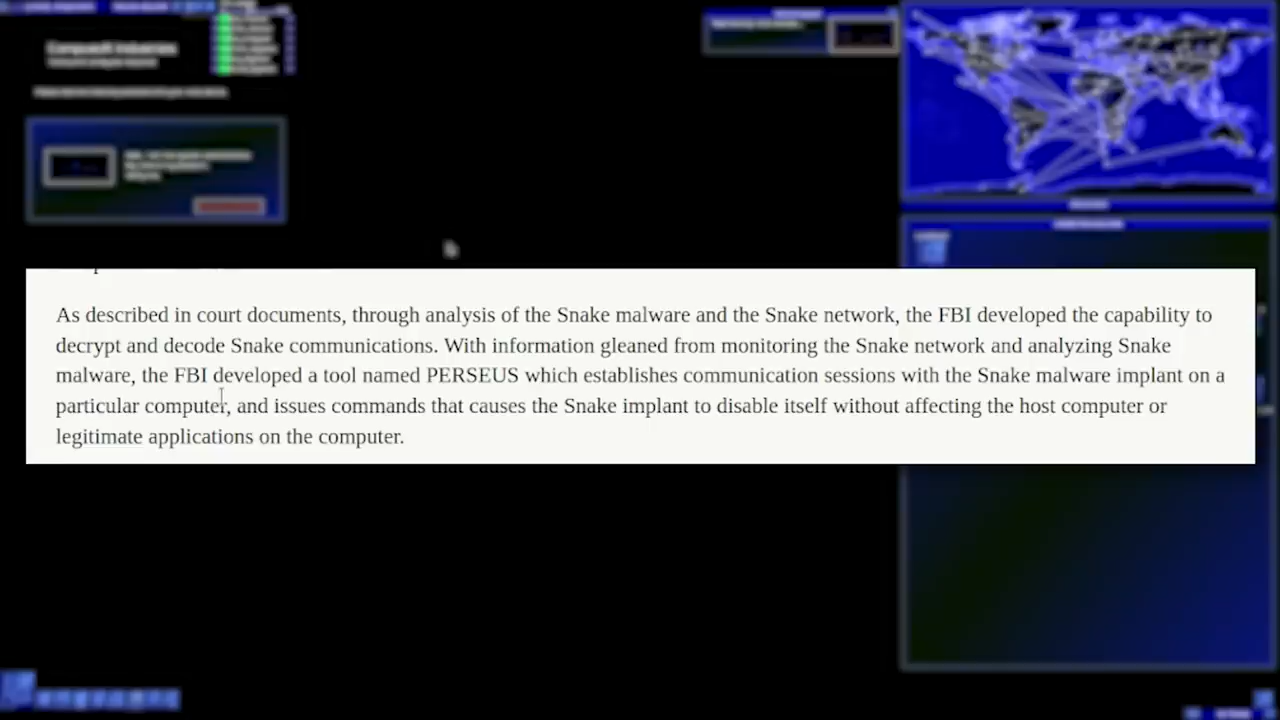 As described in court documents, through analysis of the Snake malware and the Snake network, the FBI developed the capability to
decrypt and decode Snake communications. With information gleaned from monitoring the Snake network and analyzing Snake
malware, the FBI developed a tool named PERSEUS which establishes communication sessions with the Snake malware implant on a
particular computer, and issues commands that causes the Snake implant to disable itself without affecting the host computer or
legitimate applications on the computer.